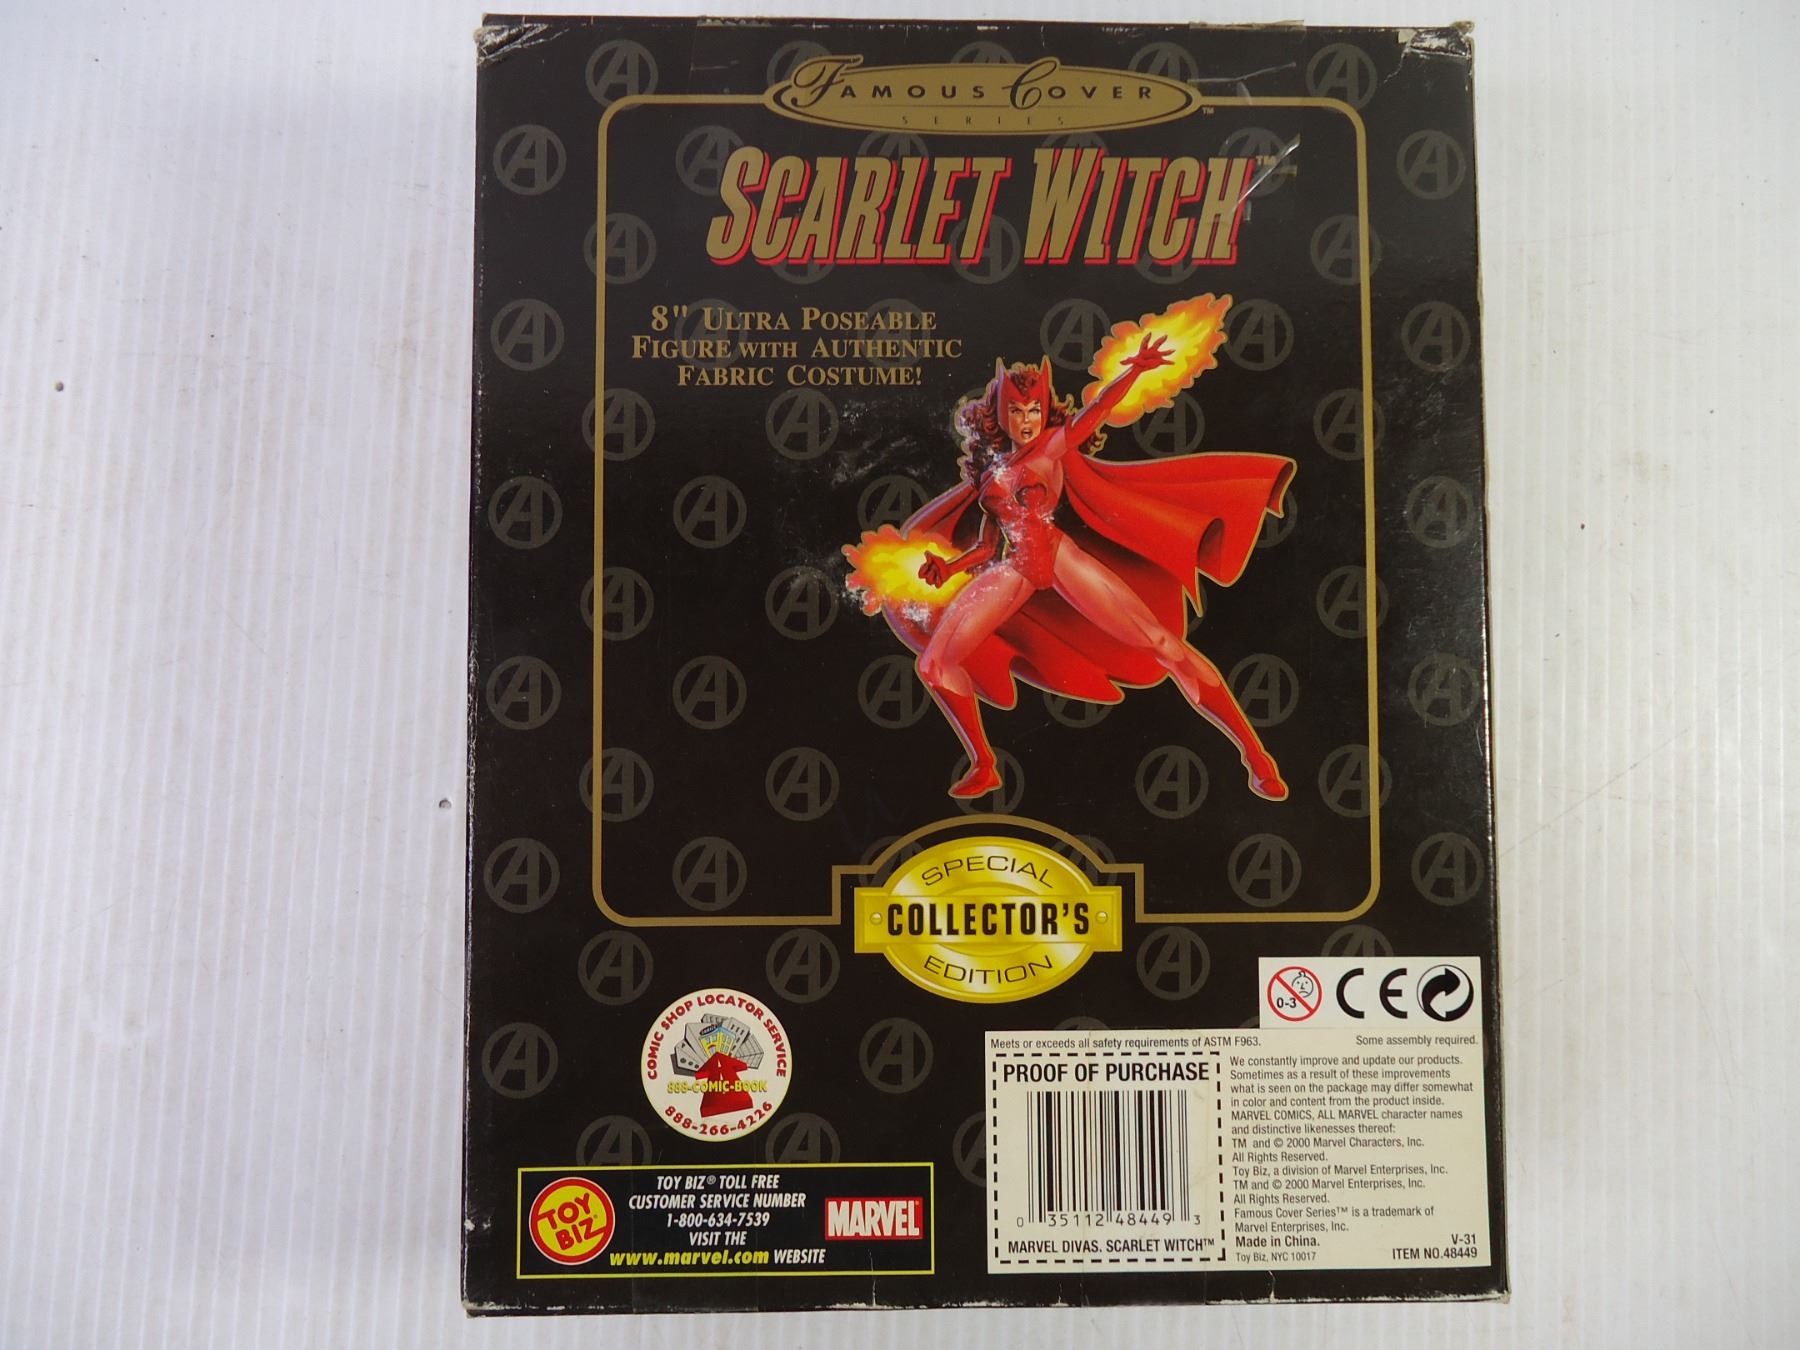 FAMOUS COVER
SERIES ™
SCARLET WITCH™
8" ULTRA POSEABLE
FIGURE WITH AUTHENTIC
FABRIC COSTUME!
SPECIAL
COLLECTOR'S
EDITION
COMIC SHOP LOCATOR SERVICE
888-COMIC-BOOK
888-266-4226
TOY BIZ
TOY BIZ® TOLL FREE
CUSTOMER SERVICE NUMBER
1-800-634-7539
VISIT THE
www.marvel.com WEBSITE
MARVEL
0-3
CE
Meets or exceeds all safety requirements of ASTM F963. Some assembly required.
PROOF OF PURCHASE
0 35112 48449 3
MARVEL DIVAS. SCARLET WITCH™
We constantly improve and update our products.
Sometimes as a result of these improvements
what is seen on the package may differ somewhat
in color and content from the product inside.
MARVEL COMICS, ALL MARVEL character names
and distinctive likenesses thereof:
TM and © 2000 Marvel Characters, Inc.
All Rights Reserved.
Toy Biz, a division of Marvel Enterprises, Inc.
TM and © 2000 Marvel Enterprises, Inc.
All Rights Reserved.
Famous Cover Series™ is a trademark of
Marvel Enterprises, Inc.
Made in China. V-31
Toy Biz, NYC 10017 ITEM NO.48449